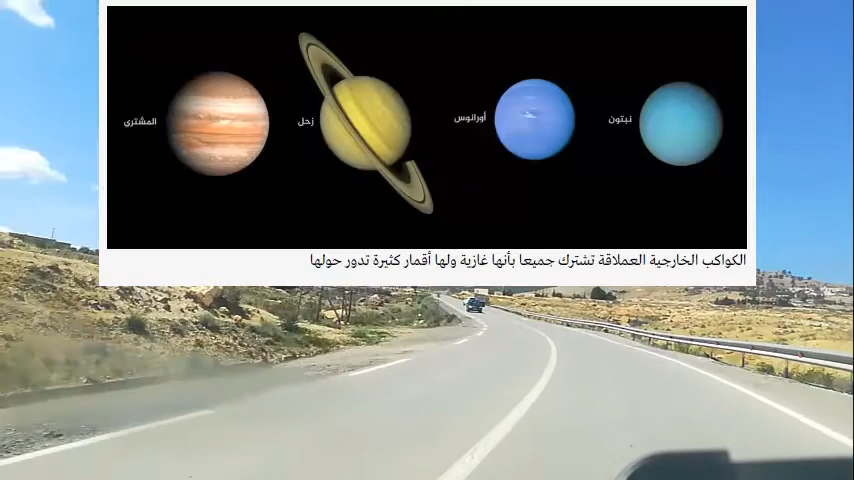 المشتري
زحل
أورانوس
نبتون
الكواكب الخارجية العملاقة تشترك جميعا بأنها غازية ولها أقمار كثيرة تدور حولها